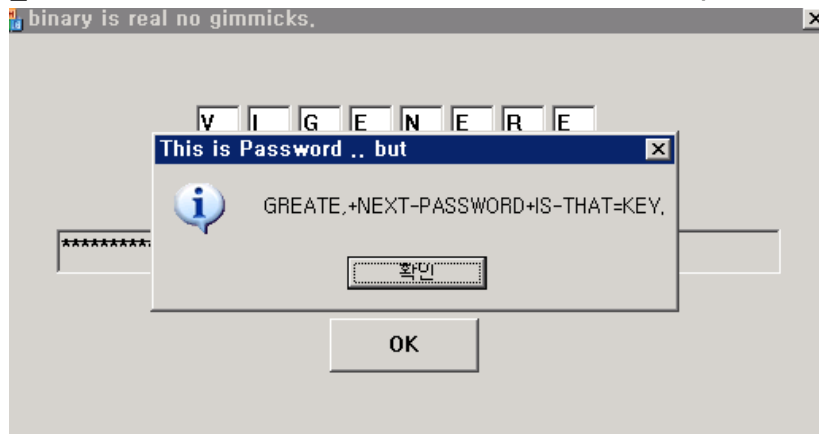 binary is real no gimmicks.
V I G E N E R E
This is Password .. but
GREATE,+NEXT-PASSWORD+IS-THAT=KEY,
**********
확인
OK